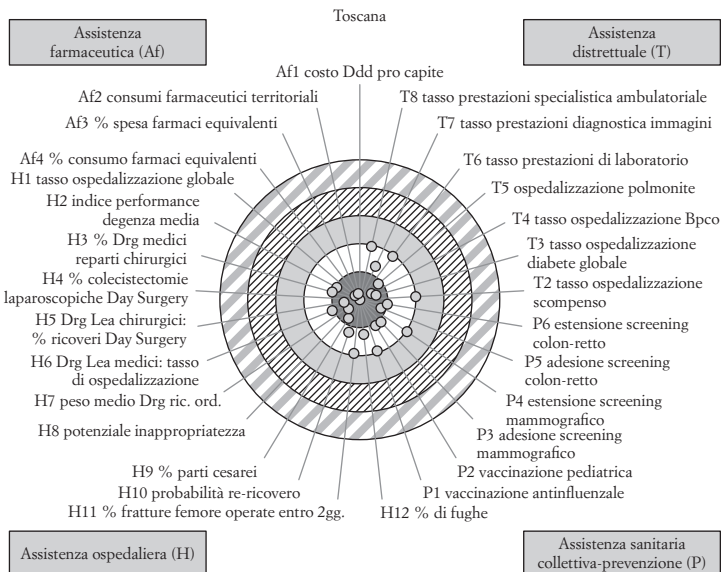 Toscana
Assistenza
farmaceutica (Af)
Assistenza
distrettuale (T)
Af1 costo Ddd pro capite
Af2 consumi farmaceutici territoriali
Af3 % spesa farmaci equivalenti
Af4 % consumo farmaci equivalenti
H1 tasso ospedalizzazione globale
H2 indice performance
degenza media
H3 % Drg medici
reparti chirurgici
H4 % colecistectomie
laparoscopiche Day Surgery
H5 Drg Lea chirurgici:
% ricoveri Day Surgery
H6 Drg Lea medici: tasso
di ospedalizzazione
H7 peso medio Drg ric. ord.
H8 potenziale inappropriatezza
H9 % parti cesarei
H10 probabilità re-ricovero
H11 % fratture femore operate entro 2gg.
T8 tasso prestazioni specialistica ambulatoriale
T7 tasso prestazioni diagnostica immagini
T6 tasso prestazioni di laboratorio
T5 ospedalizzazione polmonite
T4 tasso ospedalizzazione Bpco
T3 tasso ospedalizzazione
diabete globale
T2 tasso ospedalizzazione
scompenso
P6 estensione screening
colon-retto
P5 adesione screening
colon-retto
P4 estensione screening
mammografico
P3 adesione screening
mammografico
P2 vaccinazione pediatrica
P1 vaccinazione antinfluenzale
H12 % di fughe
Assistenza ospedaliera (H)
Assistenza sanitaria
collettiva-prevenzione (P)